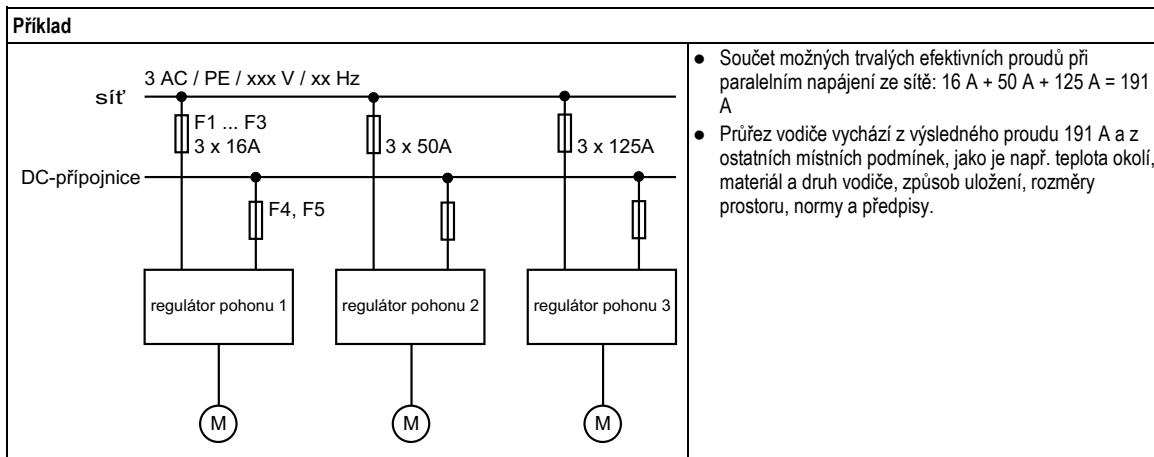 Příklad
3 AC / PE / xxx V / xx Hz
síť
F1 ... F3
3 x 16A
3 x 50A
3 x 125A
DC-přípojnice
F4, F5
regulátor pohonu 1
regulátor pohonu 2
regulátor pohonu 3
M
M
M
● Součet možných trvalých efektivních proudů při
paralelním napájení ze sítě: 16 A + 50 A + 125 A = 191
A
● Průřez vodiče vychází z výsledného proudu 191 A a z
ostatních místních podmínek, jako je např. teplota okolí,
materiál a druh vodiče, způsob uložení, rozměry
prostoru, normy a předpisy.